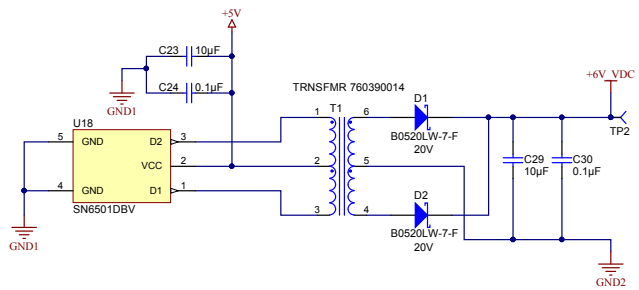 +5V
C23 10µF
C24 0.1µF
GND1
U18
5 GND D2 3
VCC 2
4 GND D1 1
SN6501DBV
GND1
TRNSFMR 760390014
T1
1 6
2 5
3 4
D1
B0520LW-7-F
20V
D2
B0520LW-7-F
20V
+6V_VDC
TP2
C29
10µF
C30
0.1µF
GND2